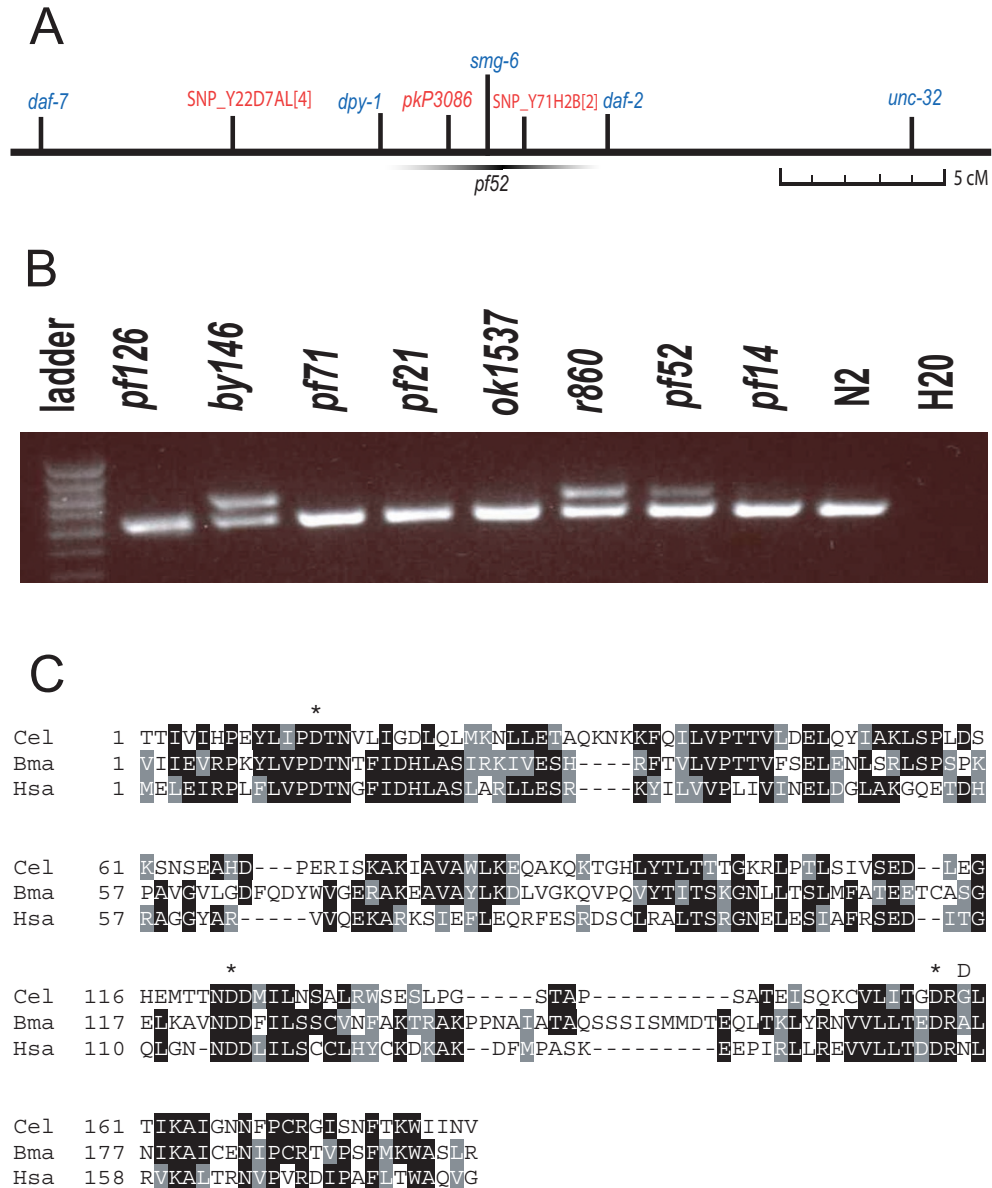 A
smg-6
daf-7
SNP_Y22D7AL[4]
dpy-1
pkP3086
SNP_Y71H2B[2]
daf-2
unc-32
pf52
5 cM
B
ladder
pf126
by146
pf71
pf21
ok1537
r860
pf52
pf14
N2
H20
C
*
Cel 1 TTIVIHPEYLIPDTNVLIGDLQLMKNLLETAQKNKKFQILVPTTVLDELQYIAKLSPLDS
Bma 1 VIIEVRPKYLVPDTNTFIDHLASIRKIVESH----RFTVLVPTTVFSELENLSRLSPSPK
Hsa 1 MELEIRPLFLVPDTNGFIDHLASLARLLESR----KYILVVPLIVINELDGLAKGQETDH
Cel 61 KSNSEAHD---PERISKAKIAVAWLKEQAKQKTGHLYTLTTTGKRLPTLSIVSED--LEG
Bma 57 PAVGVLGDFQDYWVGERAKEAVAYLKDLVGKQVPQVYTITSKGNLLTSLMFATEETCASG
Hsa 57 RAGGYAR-----VVQEKARKSIEFLEQRFESRDSCLRALTSRGNELESIAFRSED--ITG
* * D
Cel 116 HEMTTNDDMILNSALRWSESLPG-----STAP----------SATEISQKCVLITGDRGL
Bma 117 ELKAVNDDFILSSCVNFAKTRAKPPNAIATAQSSSISMMDTEQLTKLYRNVVLLTEDRAL
Hsa 110 QLGN-NDDLILSCCLHYCKDKAK--DFMPASK---------EEPIRLLREVVLLTDDRNL
Cel 161 TIKAIGNNFPCRGISNFTKWIINV
Bma 177 NIKAICENIPCRTVPSFMKWASLR
Hsa 158 RVKALTRNVPVRDIPAFLTWAQVG